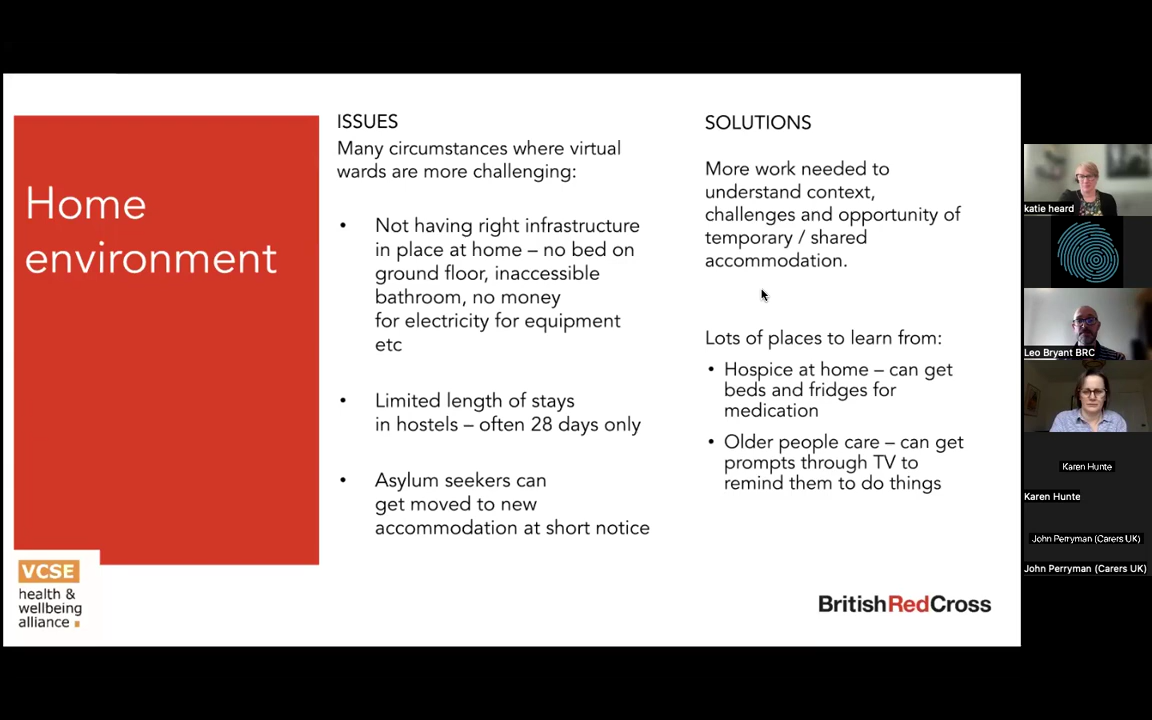 Home
environment
ISSUES
Many circumstances where virtual
wards are more challenging:
• Not having right infrastructure
in place at home – no bed on
ground floor, inaccessible
bathroom, no money
for electricity for equipment
etc
• Limited length of stays
in hostels – often 28 days only
• Asylum seekers can
get moved to new
accommodation at short notice
SOLUTIONS
More work needed to
understand context,
challenges and opportunity of
temporary / shared
accommodation.
Lots of places to learn from:
• Hospice at home – can get
beds and fridges for
medication
• Older people care – can get
prompts through TV to
remind them to do things
VCSE
health &
wellbeing
alliance
BritishRedCross
katie heard
Leo Bryant BRC
Karen Hunte
Karen Hunte
John Perryman (Carers UK)
John Perryman (Carers UK)